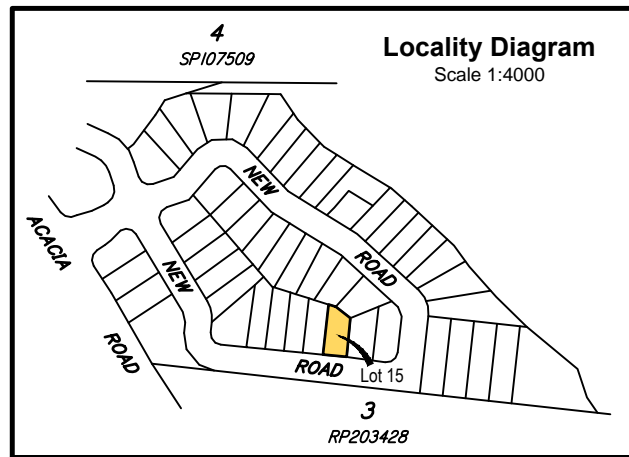 4
SP107509
Locality Diagram
Scale 1:4000
NEW
ROAD
ACACIA
ROAD
NEW
ROAD
Lot 15
3
RP203428